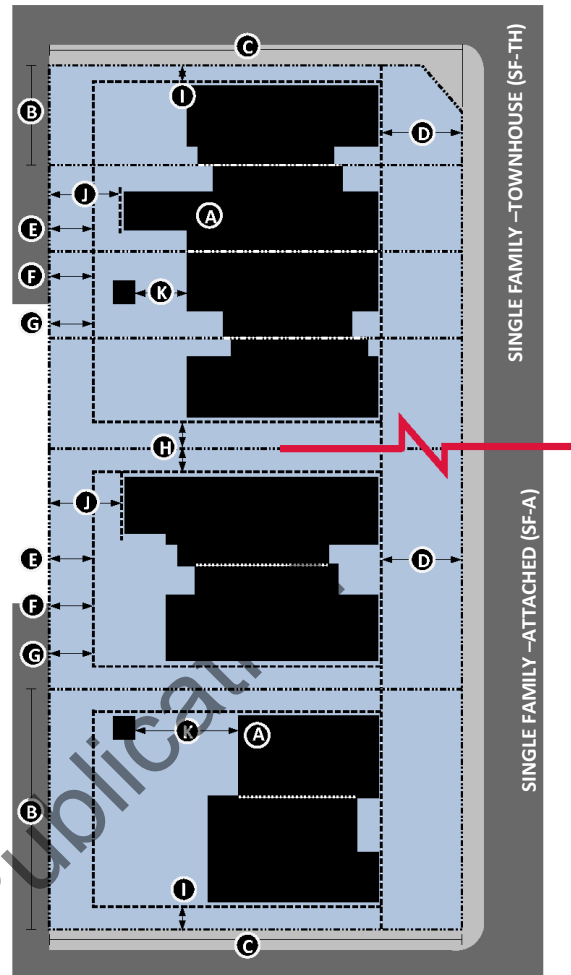 C
I
B
D
J
A
E
F
K
G
SINGLE FAMILY –TOWNHOUSE (SF-TH)
H
J
E
D
F
G
SINGLE FAMILY –ATTACHED (SF-A)
K
A
B
I
C